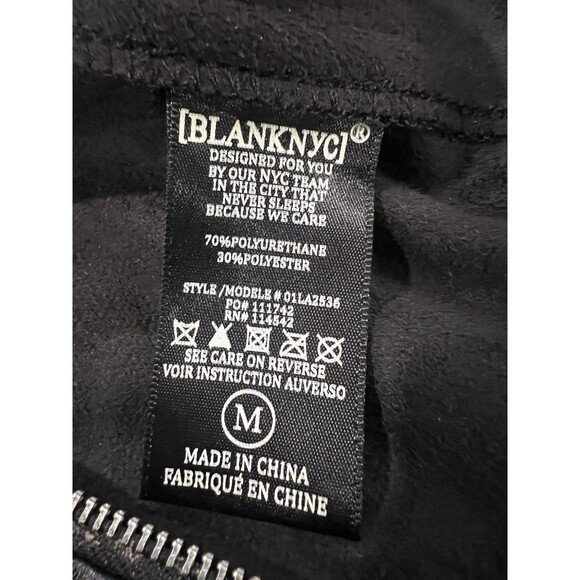 [BLANKNYC]®
DESIGNED FOR YOU
BY OUR NYC TEAM
IN THE CITY THAT
NEVER SLEEPS
BECAUSE WE CARE
70%POLYURETHANE
30%POLYESTER
STYLE/MODELE # 01LA2536
PO# 111742
RN# 114542
SEE CARE ON REVERSE
VOIR INSTRUCTION AUVERSO
M
MADE IN CHINA
FABRIQUÉ EN CHINE